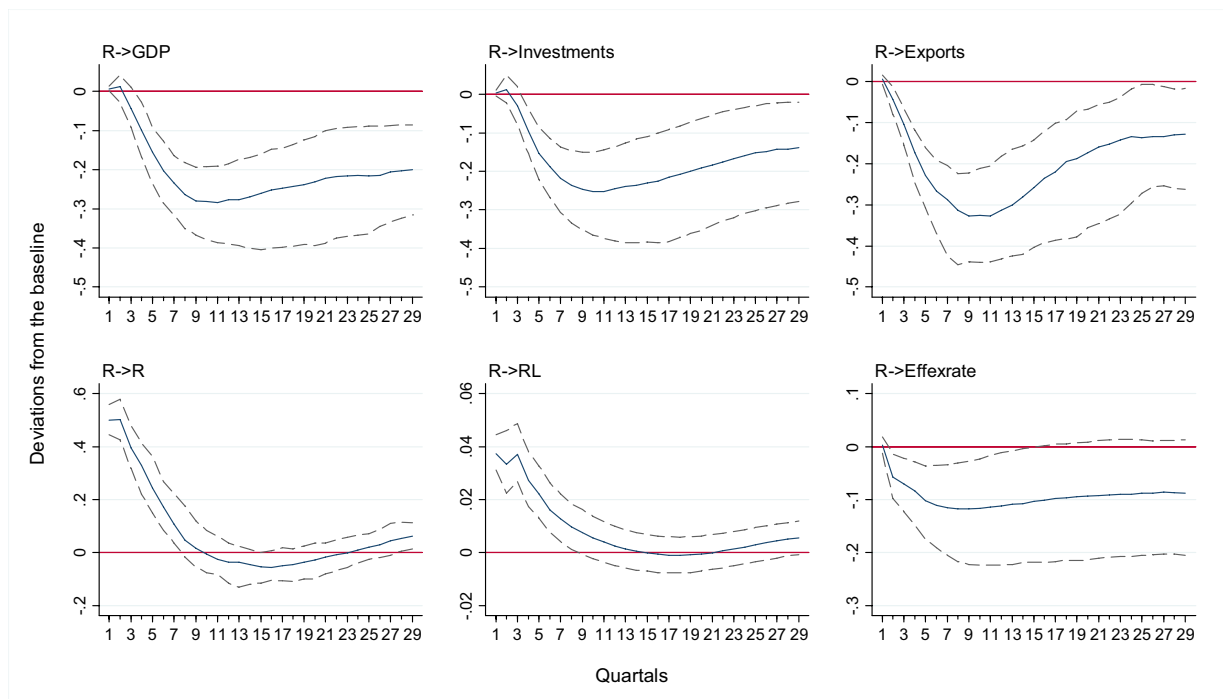 R->GDP
0
-.1
-.2
-.3
-.4
-.5
1 3 5 7 9 11 13 15 17 19 21 23 25 27 29
R->Investments
0
-.1
-.2
-.3
-.4
-.5
1 3 5 7 9 11 13 15 17 19 21 23 25 27 29
R->Exports
0
-.1
-.2
-.3
-.4
-.5
1 3 5 7 9 11 13 15 17 19 21 23 25 27 29
Deviations from the baseline
R->R
.6
.4
.2
0
-.2
1 3 5 7 9 11 13 15 17 19 21 23 25 27 29
R->RL
.06
.04
.02
0
-.02
1 3 5 7 9 11 13 15 17 19 21 23 25 27 29
R->Effexrate
.1
0
-.1
-.2
-.3
1 3 5 7 9 11 13 15 17 19 21 23 25 27 29
Quartals